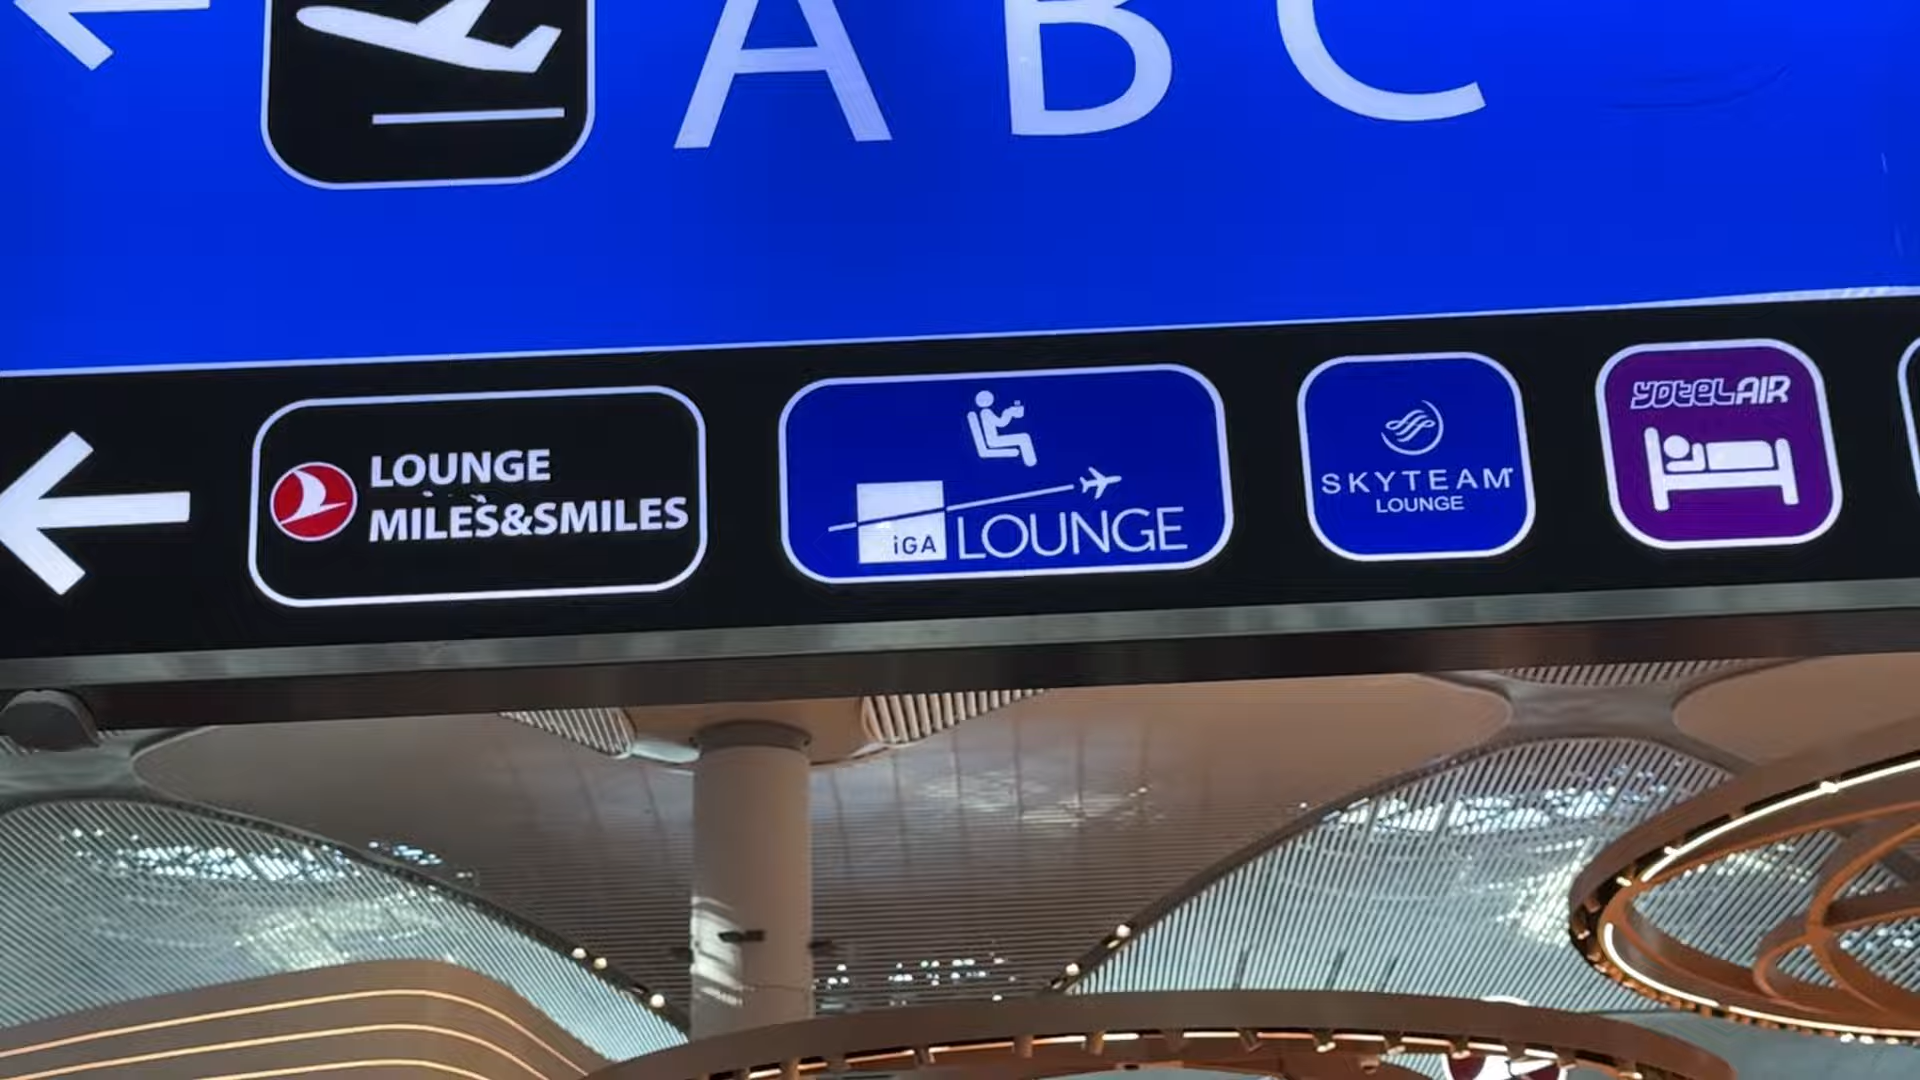 A B C
LOUNGE
MILES&SMILES
iGA LOUNGE
SKYTEAM
LOUNGE
YOTELAIR